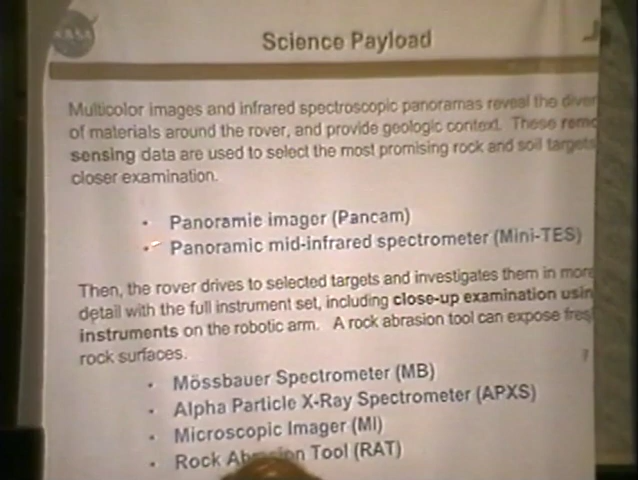 NASA
Science Payload
Multicolor images and infrared spectroscopic panoramas reveal the
of materials around the rover, and provide geologic context. These
sensing data are used to select the most promising rock and soil targets
closer examination.
• Panoramic imager (Pancam)
• Panoramic mid-infrared spectrometer (Mini-TES)
Then, the rover drives to selected targets and investigates them in more
detail with the full instrument set, including close-up examination
instruments on the robotic arm. A rock abrasion tool can expose
rock surfaces.
• Mössbauer Spectrometer (MB)
• Alpha Particle X-Ray Spectrometer (APXS)
• Microscopic Imager (MI)
• Rock Abrasion Tool (RAT)